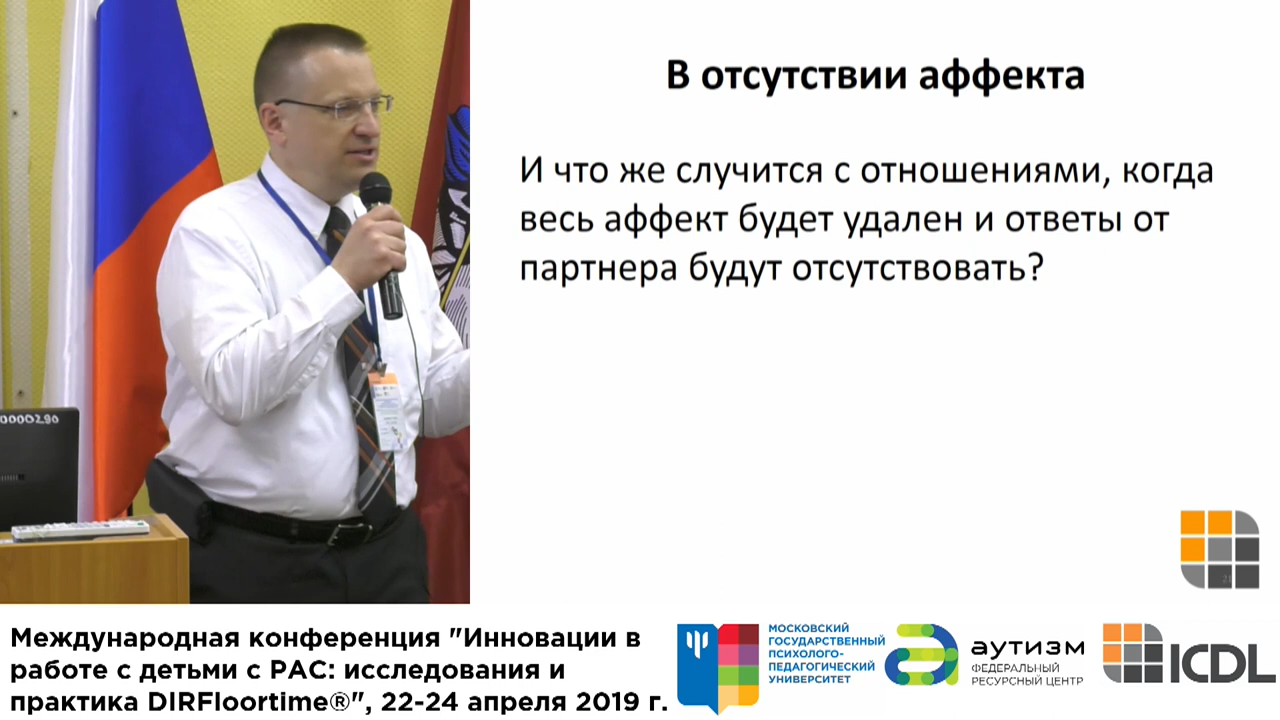 В отсутствии аффекта
И что же случится с отношениями, когда
весь аффект будет удален и ответы от
партнера будут отсутствовать?
0000290
21
Международная конференция "Инновации в
работе с детьми с РАС: исследования и
практика DIRFloortime®", 22-24 апреля 2019 г.
МОСКОВСКИЙ
ГОСУДАРСТВЕННЫЙ
ПСИХОЛОГО-
ПЕДАГОГИЧЕСКИЙ
УНИВЕРСИТЕТ
аутизм
ФЕДЕРАЛЬНЫЙ
РЕСУРСНЫЙ ЦЕНТР
ICDL